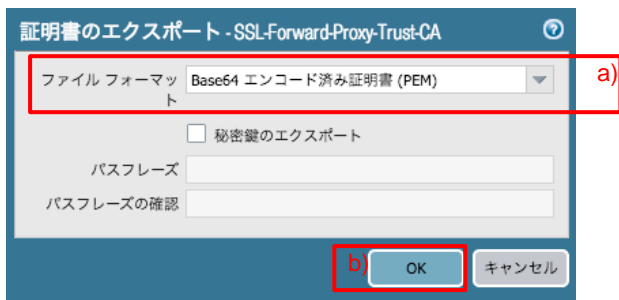 証明書のエクスポート - SSL-Forward-Proxy-Trust-CA
ファイル フォーマッ Base64 エンコード済み証明書 (PEM) a)
ト
秘密鍵のエクスポート
パスフレーズ
パスフレーズの確認
b) OK キャンセル